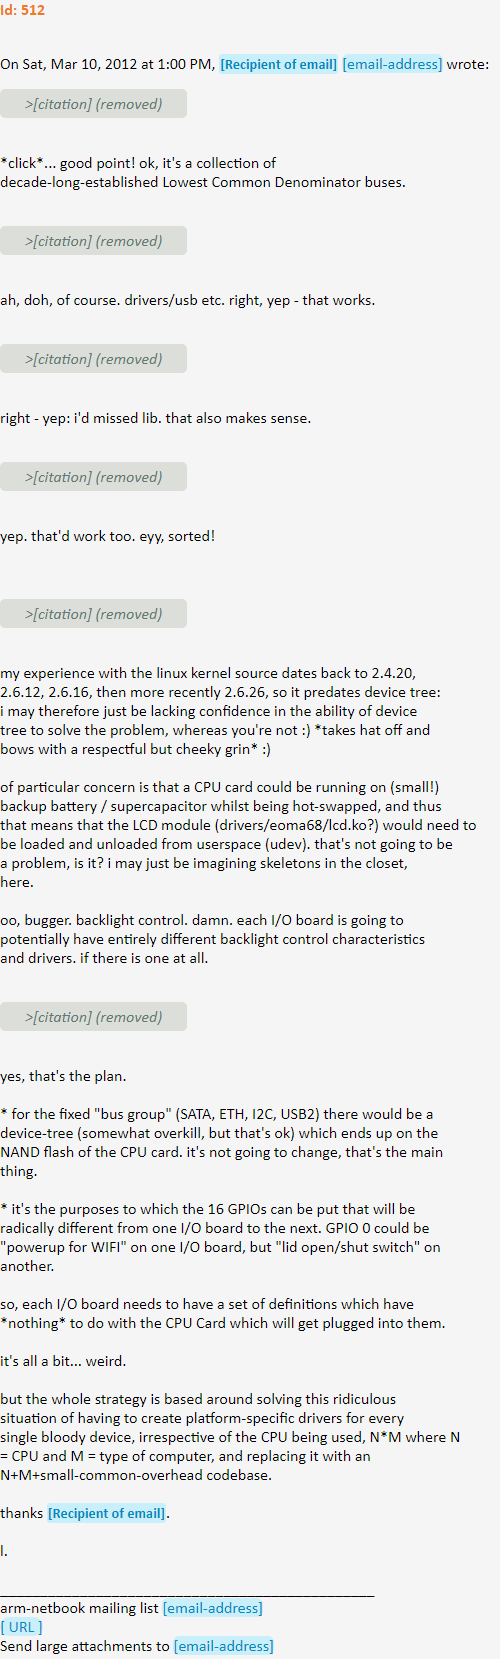 Id: 512
On Sat, Mar 10, 2012 at 1:00 PM, [Recipient of email] [email-address] wrote:
>[citation] (removed)
*click*... good point! ok, it's a collection of
decade-long-established Lowest Common Denominator buses.
>[citation] (removed)
ah, doh, of course. drivers/usb etc. right, yep - that works.
>[citation] (removed)
right - yep: i'd missed lib. that also makes sense.
>[citation] (removed)
yep. that'd work too. eyy, sorted!
>[citation] (removed)
my experience with the linux kernel source dates back to 2.4.20,
2.6.12, 2.6.16, then more recently 2.6.26, so it predates device tree:
i may therefore just be lacking confidence in the ability of device
tree to solve the problem, whereas you're not :) *takes hat off and
bows with a respectful but cheeky grin* :)
of particular concern is that a CPU card could be running on (small!)
backup battery / supercapacitor whilst being hot-swapped, and thus
that means that the LCD module (drivers/eoma68/lcd.ko?) would need to
be loaded and unloaded from userspace (udev). that's not going to be
a problem, is it? i may just be imagining skeletons in the closet,
here.
oo, bugger. backlight control. damn. each I/O board is going to
potentially have entirely different backlight control characteristics
and drivers. if there is one at all.
>[citation] (removed)
yes, that's the plan.
* for the fixed "bus group" (SATA, ETH, I2C, USB2) there would be a
device-tree (somewhat overkill, but that's ok) which ends up on the
NAND flash of the CPU card. it's not going to change, that's the main
thing.
* it's the purposes to which the 16 GPIOs can be put that will be
radically different from one I/O board to the next. GPIO 0 could be
"powerup for WIFI" on one I/O board, but "lid open/shut switch" on
another.
so, each I/O board needs to have a set of definitions which have
*nothing* to do with the CPU Card which will get plugged into them.
it's all a bit... weird.
but the whole strategy is based around solving this ridiculous
situation of having to create platform-specific drivers for every
single bloody device, irrespective of the CPU being used, N*M where N
= CPU and M = type of computer, and replacing it with an
N+M+small-common-overhead codebase.
thanks [Recipient of email].
l.
_______________________________________________
arm-netbook mailing list [email-address]
[ URL ]
Send large attachments to [email-address]